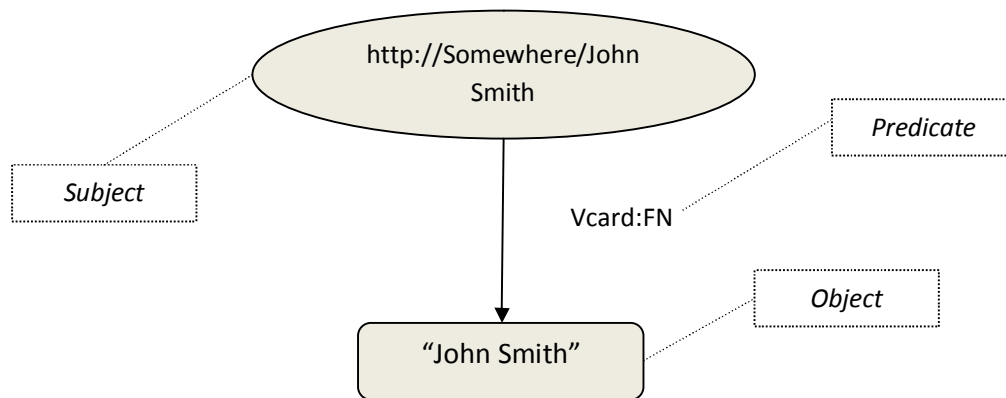 http://Somewhere/John
Smith
Predicate
Subject
Vcard:FN
Object
“John Smith”